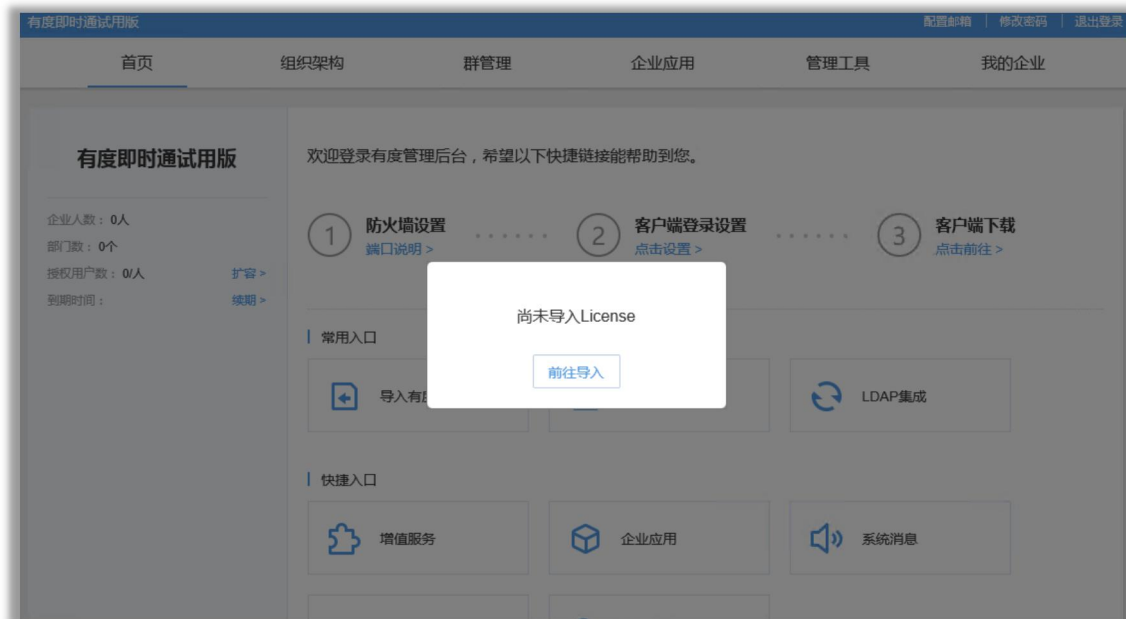 有度即时通试用版
配置邮箱 | 修改密码 | 退出登录
首页 组织架构 群管理 企业应用 管理工具 我的企业
有度即时通试用版
企业人数：0人
部门数：0个
授权用户数：0/人 扩容 >
到期时间： 续期 >
欢迎登录有度管理后台，希望以下快捷链接能帮助到您。
1 防火墙设置
端口说明 >
2 客户端登录设置
点击设置 >
3 客户端下载
点击前往 >
尚未导入License
前往导入
常用入口
导入有
LDAP集成
快捷入口
增值服务
企业应用
系统消息